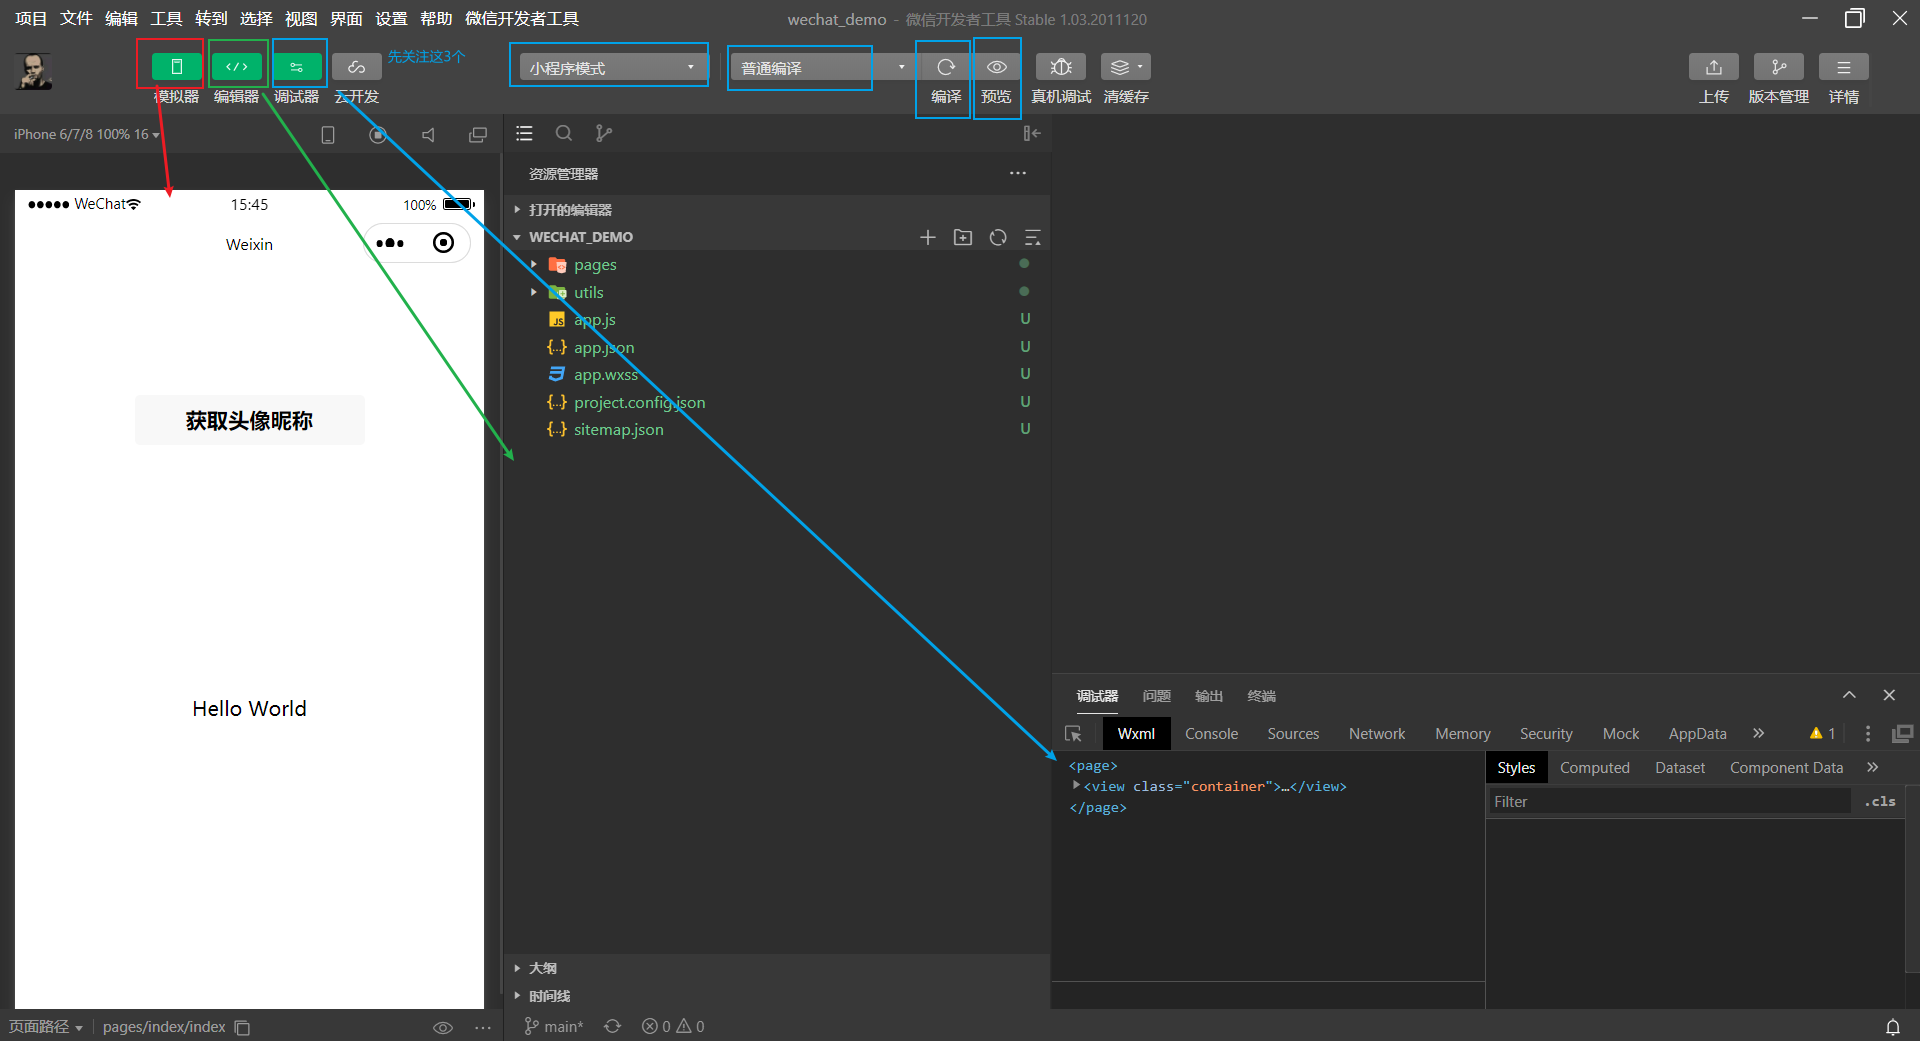 项目 文件 编辑 工具 转到 选择 视图 界面 设置 帮助 微信开发者工具
wechat_demo - 微信开发者工具 Stable 1.03.2011120
先关注这3个
小程序模式
普通编译
模拟器 编辑器 调试器 云开发
编译 预览 真机调试 清缓存
上传 版本管理 详情
iPhone 6/7/8 100% 16
WeChat
15:45
100%
Weixin
获取头像昵称
Hello World
页面路径
pages/index/index
资源管理器
打开的编辑器
WECHAT_DEMO
pages
utils
JS app.js U
{..} app.json U
app.wxss U
{..} project.config.json U
{..} sitemap.json U
大纲
时间线
main*
0
0
调试器 问题 输出 终端
Wxml Console Sources Network Memory Security Mock AppData
1
<page>
<view class="container">…</view>
</page>
Styles Computed Dataset Component Data
Filter
.cls